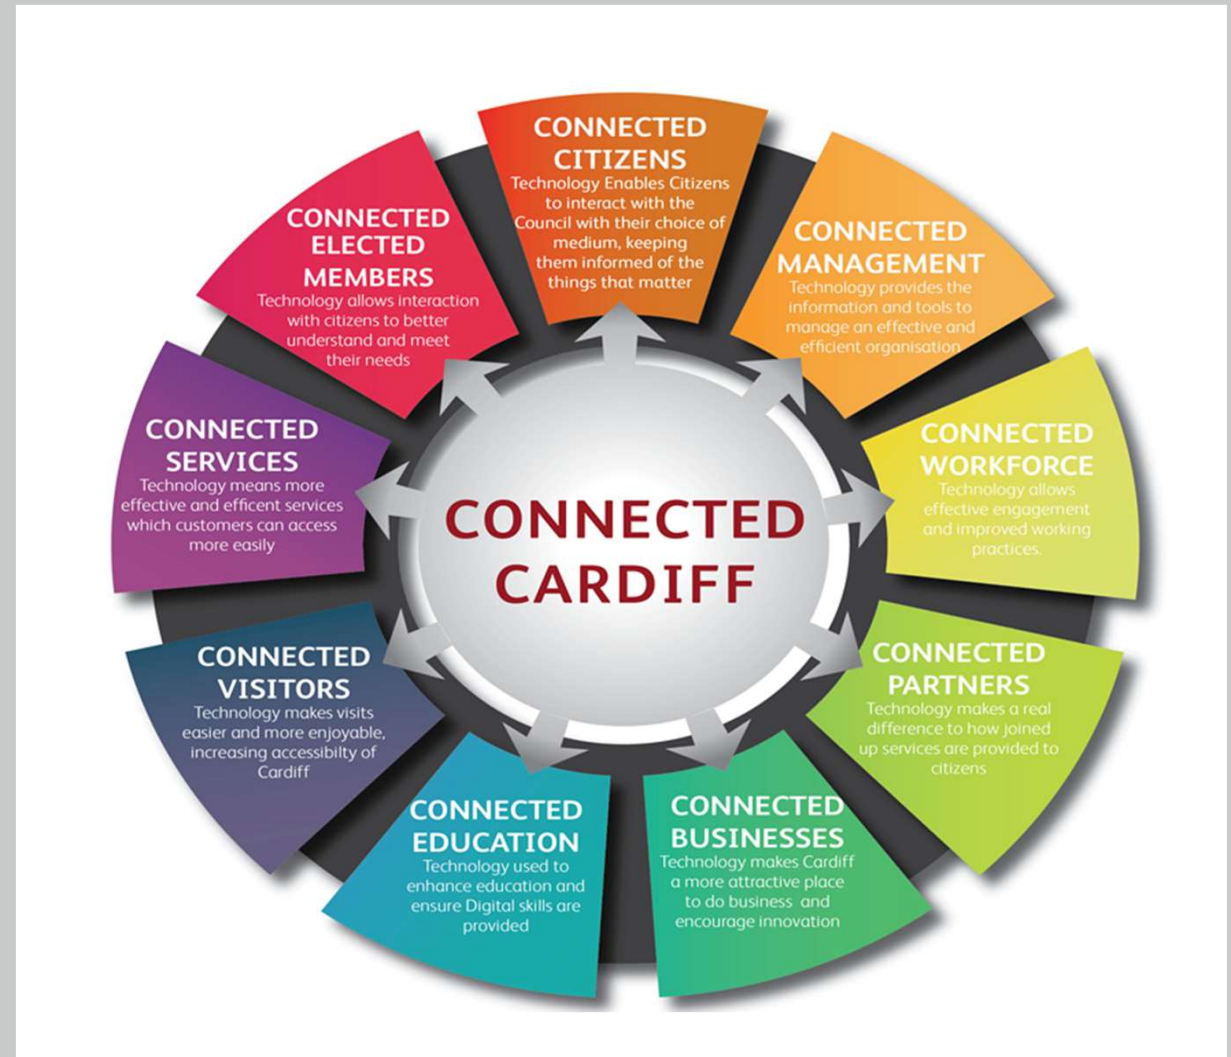 CONNECTED
CITIZENS
Technology Enables Citizens
to interact with the
Council with their choice of
medium, keeping
them informed of the
things that matter
CONNECTED
MANAGEMENT
Technology provides the
information and tools to
manage an effective and
efficient organisation
CONNECTED
WORKFORCE
Technology allows
effective engagement
and improved working
practices.
CONNECTED
PARTNERS
Technology makes a real
difference to how joined
up services are provided to
citizens
CONNECTED
BUSINESSES
Technology makes Cardiff
a more attractive place
to do business and
encourage innovation
CONNECTED
EDUCATION
Technology used to
enhance education and
ensure Digital skills are
provided
CONNECTED
VISITORS
Technology makes visits
easier and more enjoyable,
increasing accessibilty of
Cardiff
CONNECTED
SERVICES
Technology means more
effective and efficent services
which customers can access
more easily
CONNECTED
ELECTED
MEMBERS
Technology allows interaction
with citizens to better
understand and meet
their needs
CONNECTED
CARDIFF